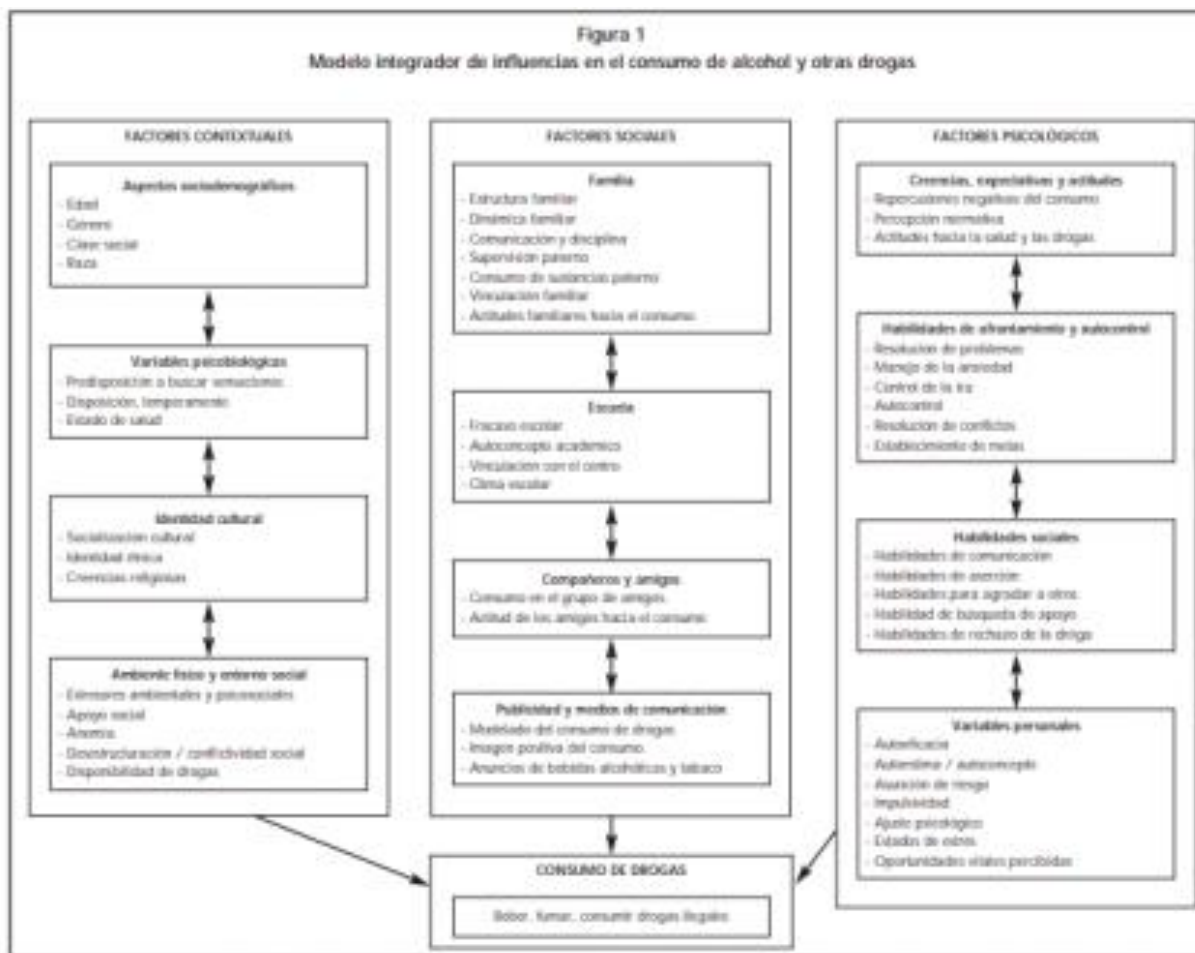 Figura 1
Modelo integrador de influencias en el consumo de alcohol y otras drogas
FACTORES CONTEXTUALES
Aspectos sociodemográficos
- Edad
- Género
- Clase social
- Raza
Variables psicobiológicas
- Predisposición a buscar sensaciones
- Disposición, temperamento
- Estado de salud
Identidad cultural
- Socialización cultural
- Identidad étnica
- Creencias religiosas
Ambiente físico y entorno social
- Estresores ambientales y psicosociales
- Apoyo social
- Anomia
- Desestructuración / conflictividad social
- Disponibilidad de drogas
FACTORES SOCIALES
Familia
- Estructura familiar
- Dinámica familiar
- Comunicación y disciplina
- Supervisión paterna
- Consumo de sustancias paterno
- Vinculación familiar
- Actitudes familiares hacia el consumo
Escuela
- Fracaso escolar
- Autoconcepto académico
- Vinculación con el centro
- Clima escolar
Compañeros y amigos
- Consumo en el grupo de amigos
- Actitud de los amigos hacia el consumo
Publicidad y medios de comunicación
- Modelado del consumo de drogas
- Imagen positiva del consumo
- Anuncios de bebidas alcohólicas y tabaco
FACTORES PSICOLÓGICOS
Creencias, expectativas y actitudes
- Repercusiones negativas del consumo
- Percepción normativa
- Actitudes hacia la salud y las drogas
Habilidades de afrontamiento y autocontrol
- Resolución de problemas
- Manejo de la ansiedad
- Control de la ira
- Autocontrol
- Resolución de conflictos
- Establecimiento de metas
Habilidades sociales
- Habilidades de comunicación
- Habilidades de aserción
- Habilidades para agradar a otros
- Habilidad de búsqueda de apoyo
- Habilidades de rechazo de la droga
Variables personales
- Autoeficacia
- Autoestima / autoconcepto
- Asunción de riesgo
- Impulsividad
- Ajuste psicológico
- Estados de estrés
- Oportunidades vitales percibidas
CONSUMO DE DROGAS
Beber, fumar, consumir drogas ilegales